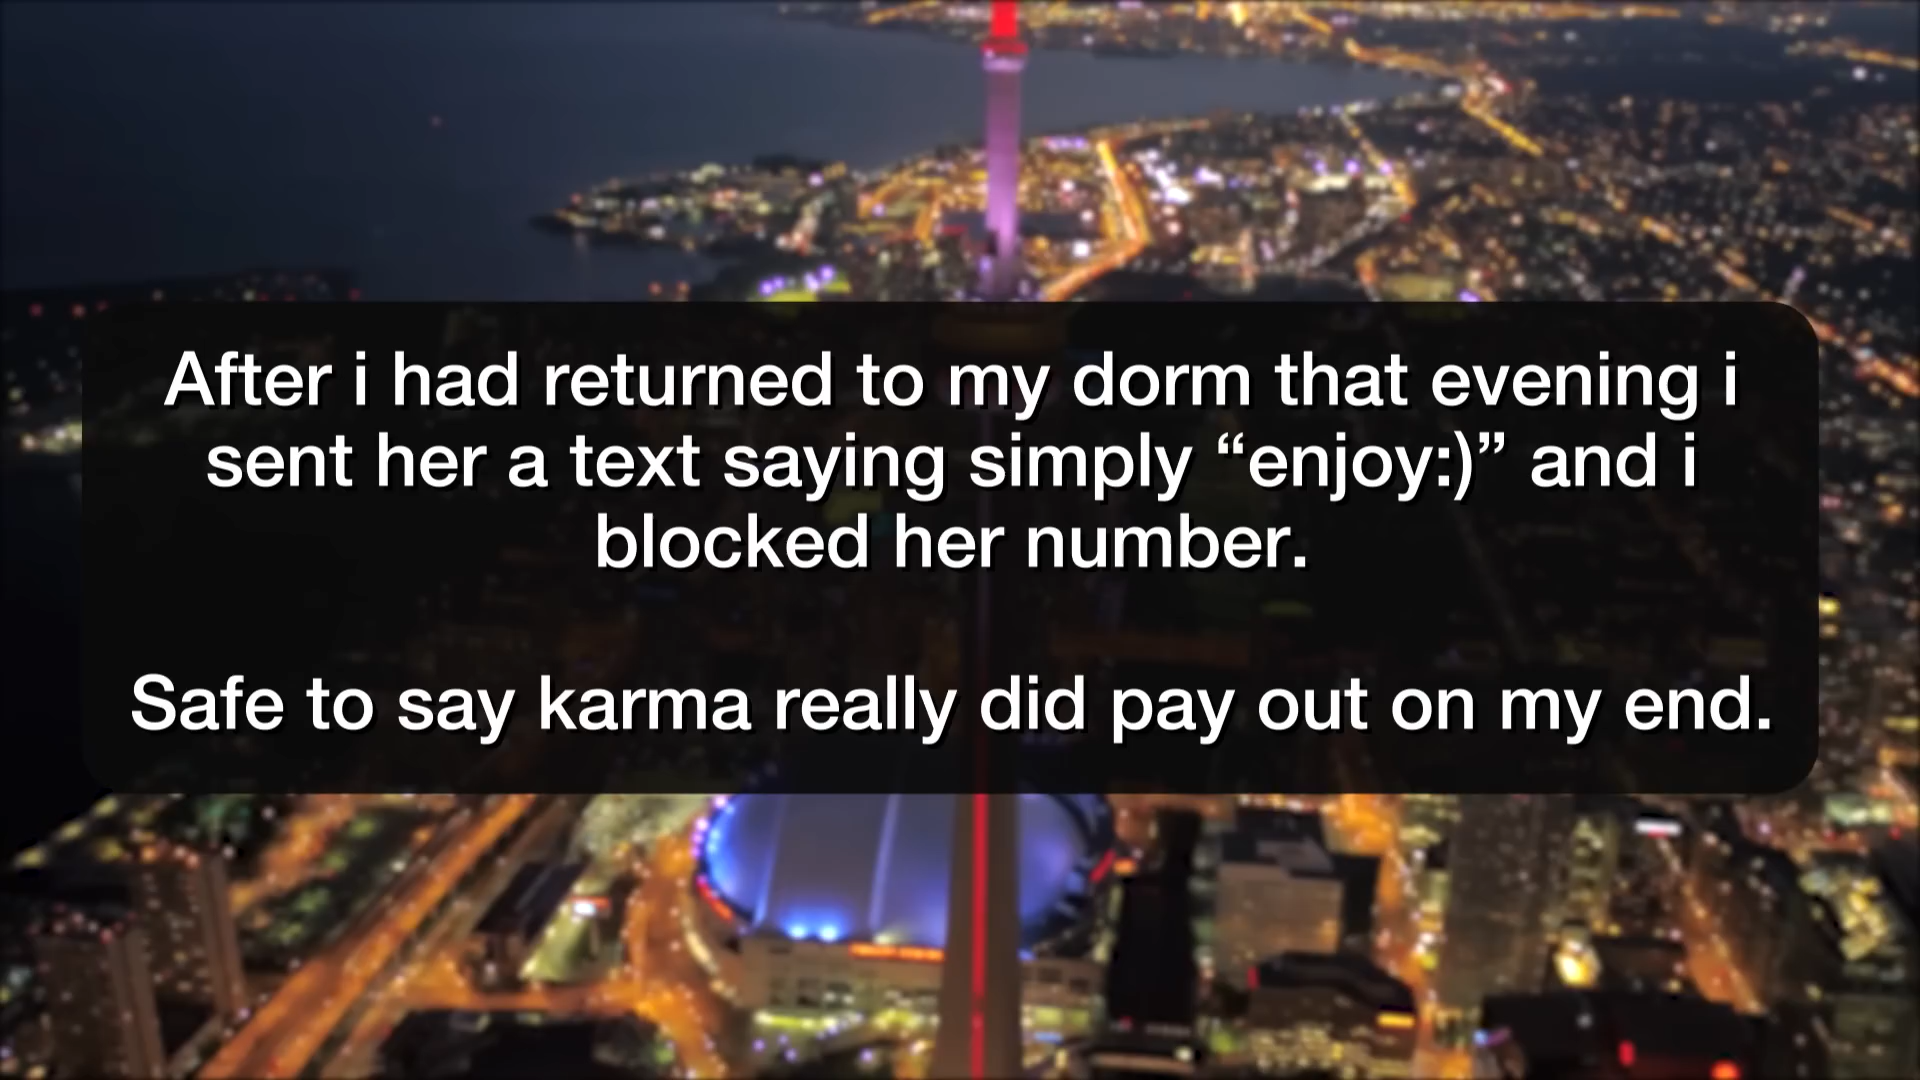 After i had returned to my dorm that evening i
sent her a text saying simply “enjoy:)” and i
blocked her number.
Safe to say karma really did pay out on my end.